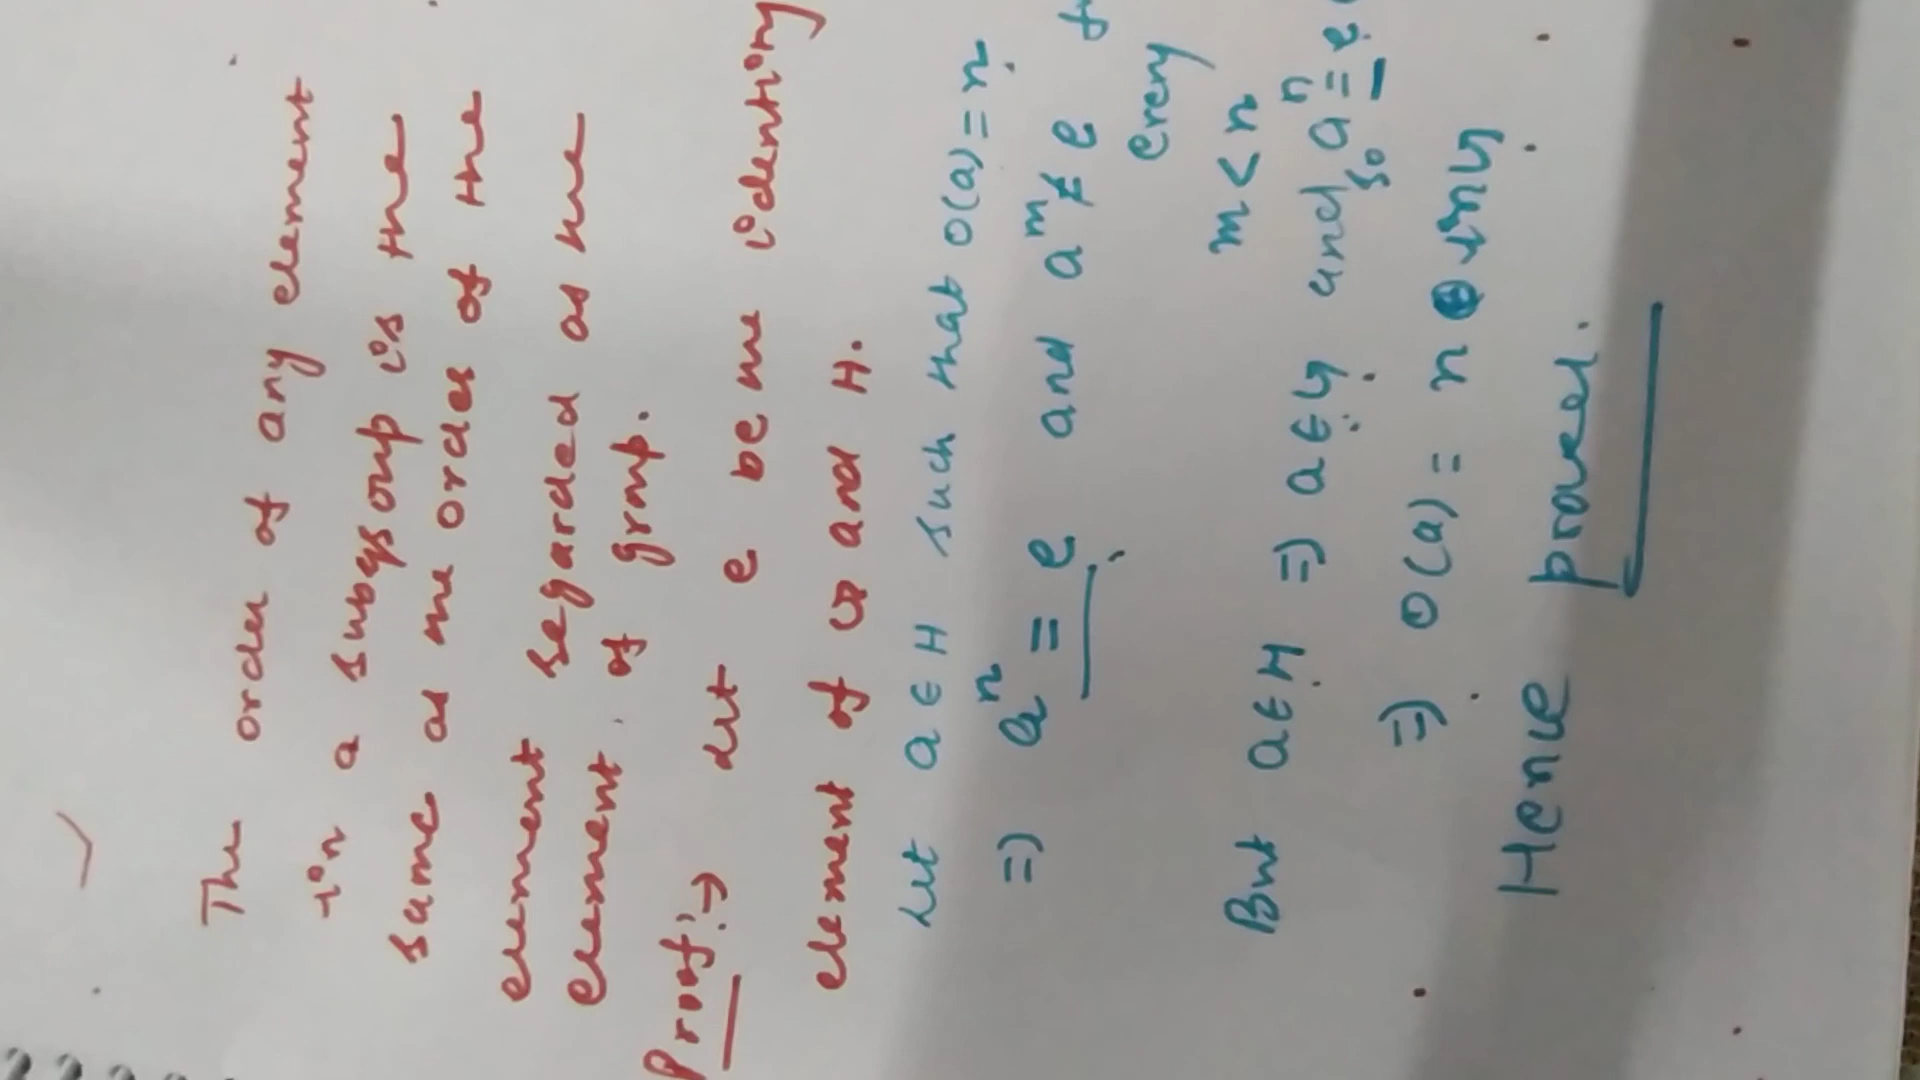 The order of any element
in a subgroup is the
same as the order of the
element regarded as the
element of group.
Proof:→ Let e be the identity
element of G and H.
Let a ∈ H such that o(a) = n.
⇒ aⁿ = e and aᵐ ≠ e
every
m < n
But a ∈ H ⇒ a ∈ G and aⁿ = e
so
⇒ o(a) = n in G
Hence proved.